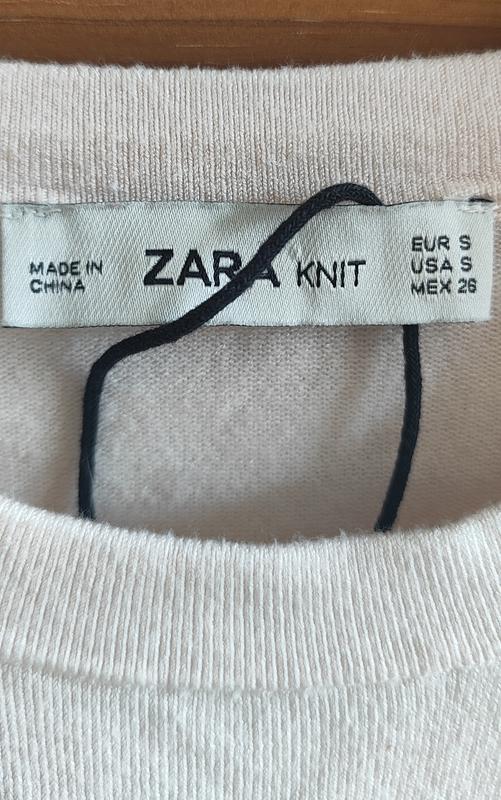 MADE IN
CHINA
ZARA KNIT
EUR S
USA S
MEX 26